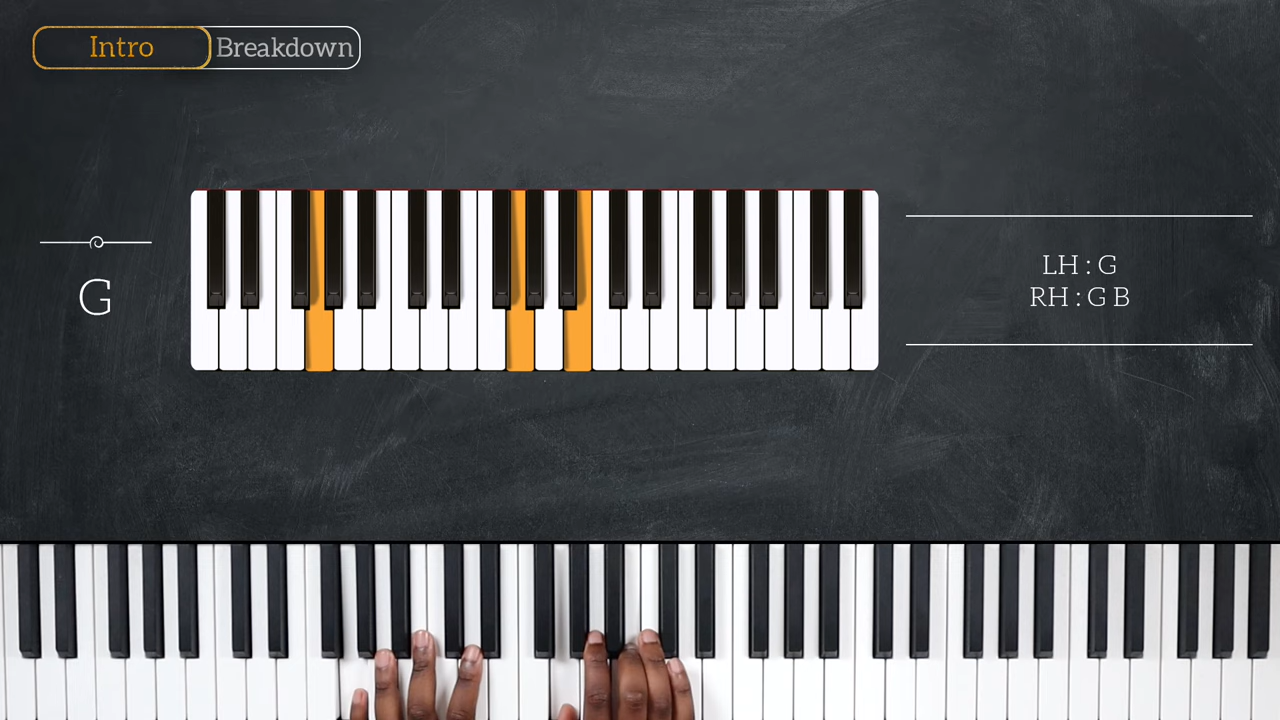 Intro
Breakdown
G
LH : G
RH : G B